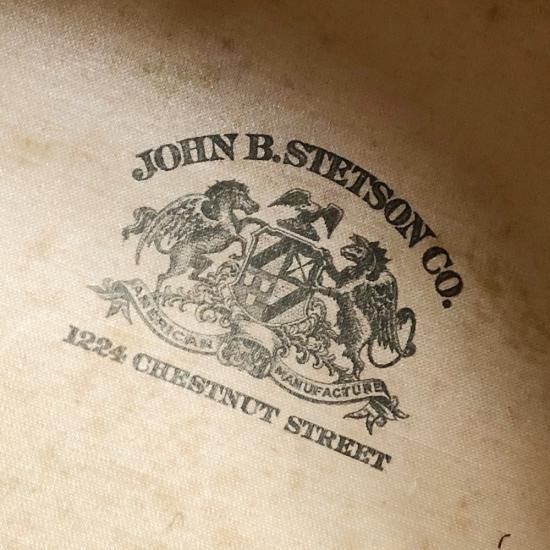 JOHN B. STETSON CO.
AMERICAN MANUFACTURE
1224 CHESTNUT STREET